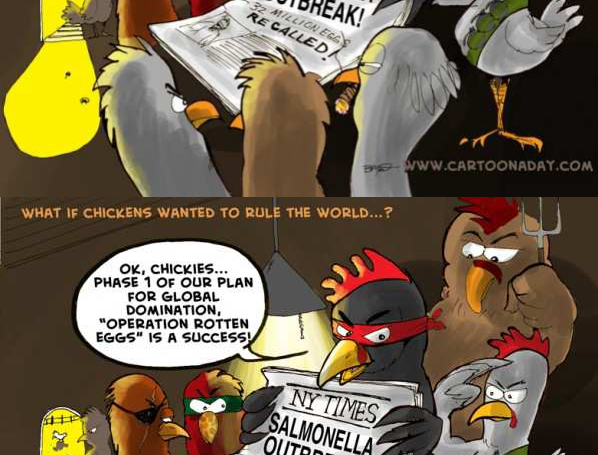 OUTBREAK!
32 MILLION EGGS
RECALLED!
WWW.CARTOONADAY.COM
WHAT IF CHICKENS WANTED TO RULE THE WORLD...?
OK, CHICKIES...
PHASE 1 OF OUR PLAN
FOR GLOBAL
DOMINATION,
"OPERATION ROTTEN
EGGS" IS A SUCCESS!
NY TIMES
SALMONELLA
OUTBRE